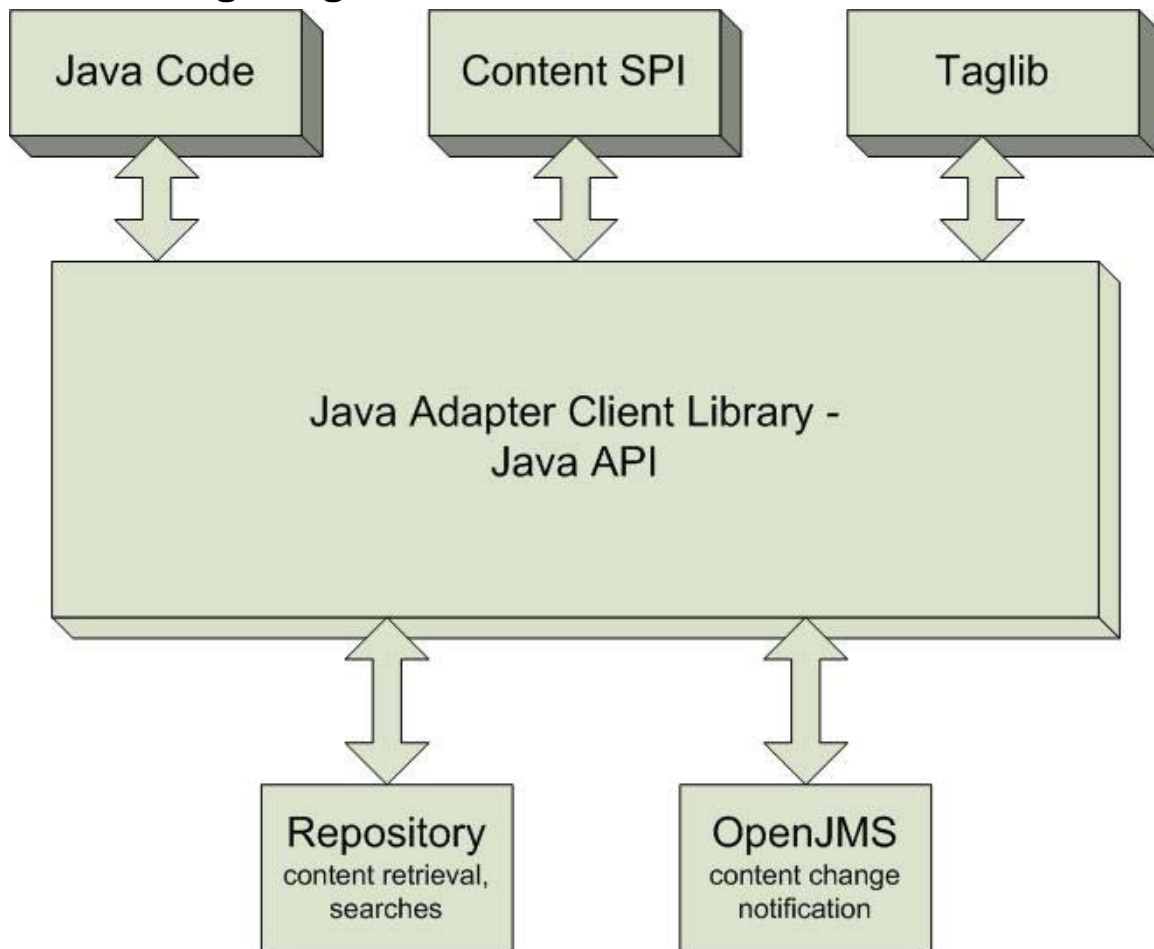 Java Code
Content SPI
Taglib
Java Adapter Client Library -
Java API
Repository
content retrieval,
searches
OpenJMS
content change
notification